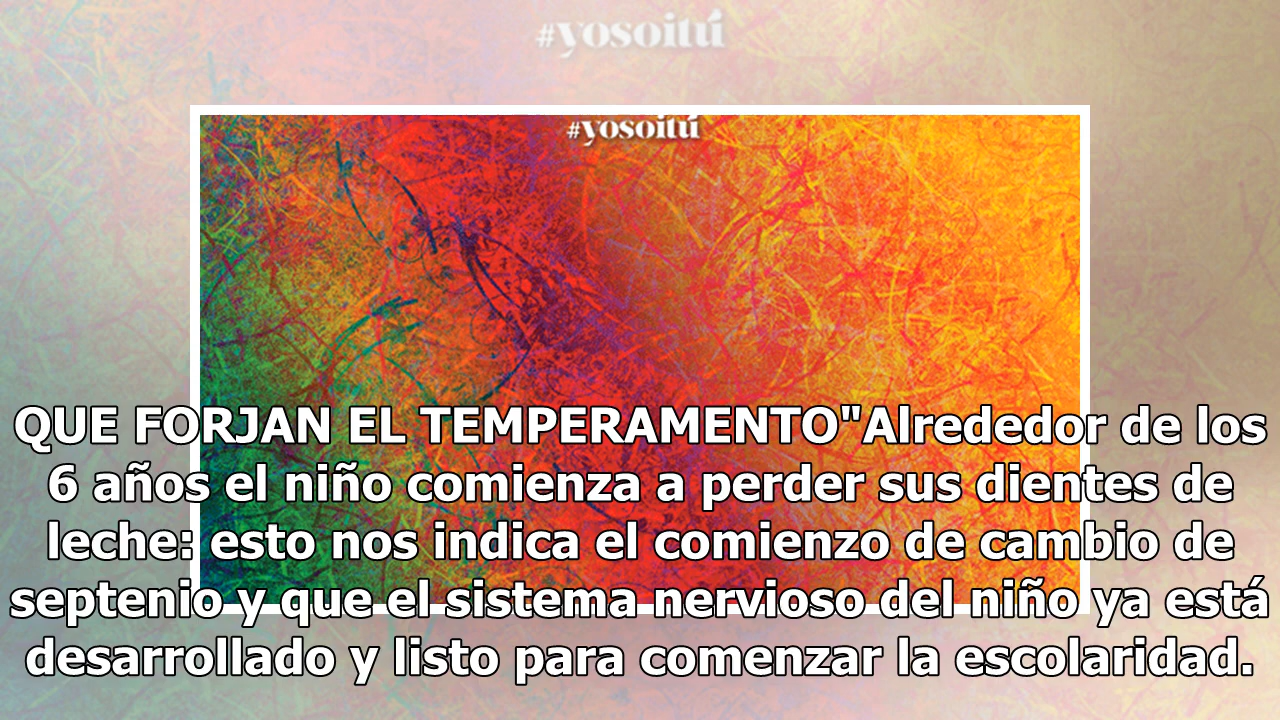 #yosoitú
#yosoitú
QUE FORJAN EL TEMPERAMENTO"Alrededor de los
6 años el niño comienza a perder sus dientes de
leche: esto nos indica el comienzo de cambio de
septenio y que el sistema nervioso del niño ya está
desarrollado y listo para comenzar la escolaridad.